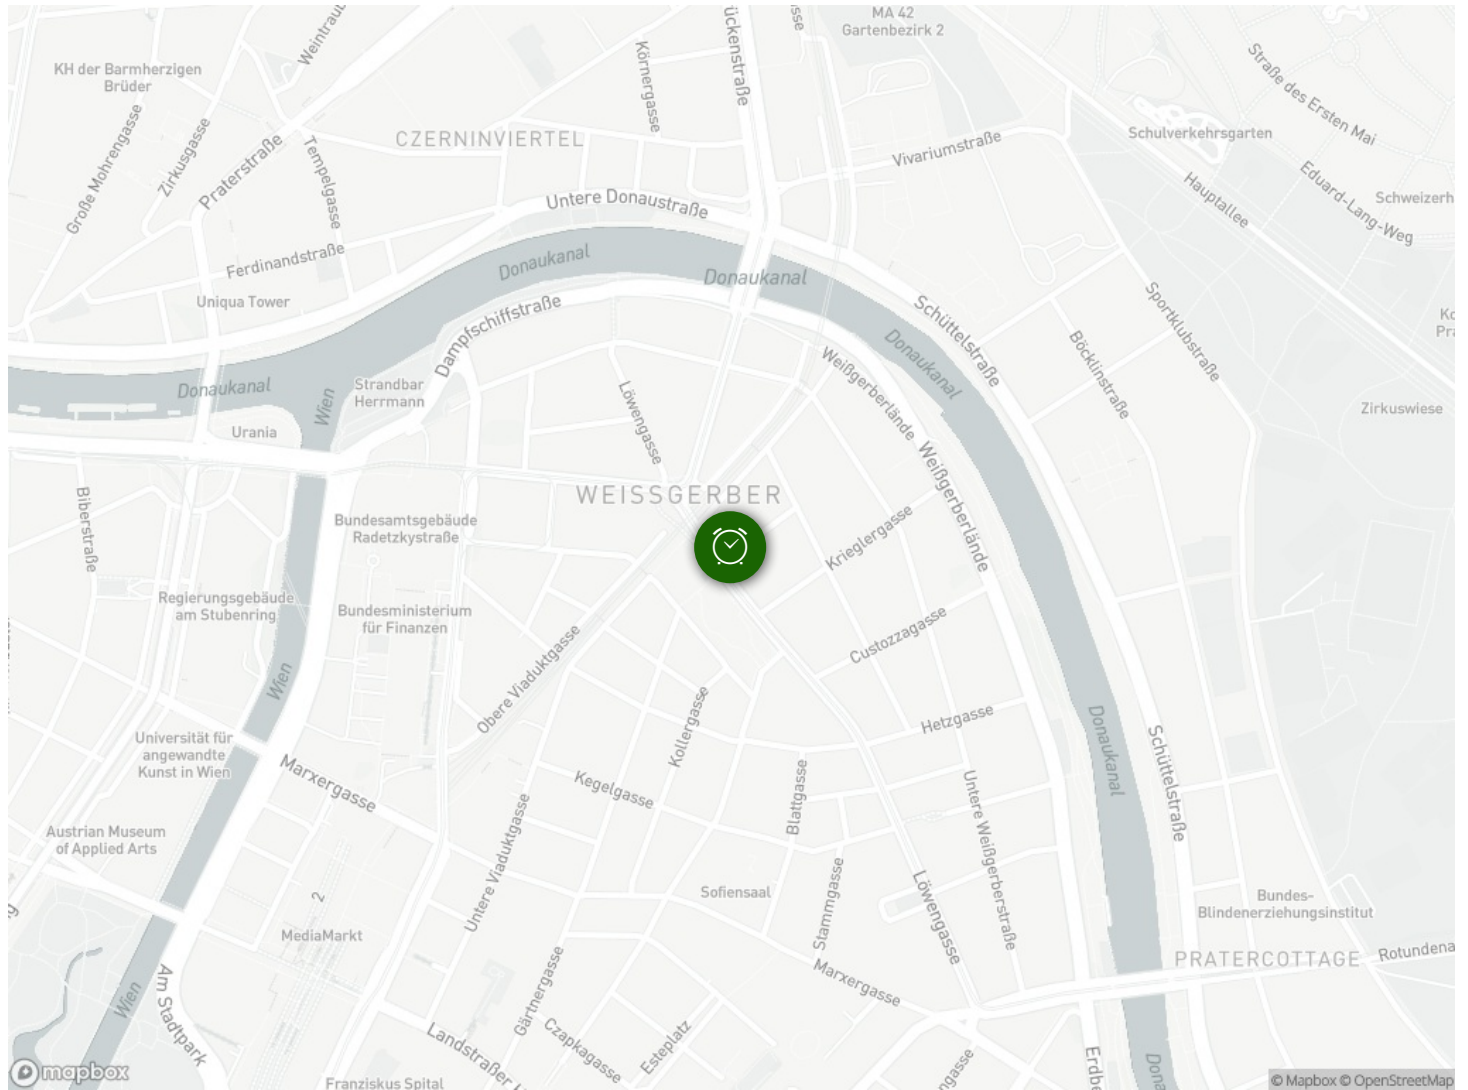 MA 42
Gartenbezirk 2
KH der Barmherzigen
Brüder
Körnergasse
Straße des Ersten Mai
Große Mohrengasse
Zirkusgasse
Praterstraße
Tempelgasse
CZERNINVIERTEL
Vivariumstraße
Schulverkehrsgarten
Hauptallee
Eduard-Lang-Weg
Untere Donaustraße
Ferdinandstraße
Uniqua Tower
Donaukanal
Donaukanal
Donaukanal
Donaukanal
Dampfschiffstraße
Schüttelstraße
Sportklubstraße
Böcklinstraße
Strandbar
Herrmann
Wien
Urania
Löwengasse
Weißgerberlände
Weißgerberlände
Zirkuswiese
WEISSGERBER
Biberstraße
Bundesamtsgebäude
Radetzkystraße
Krieglergasse
Regierungsgebäude
am Stubenring
Bundesministerium
für Finanzen
Custozzagasse
Wien
Obere Viaduktgasse
Kollergasse
Hetzgasse
Donaukanal
Schüttelstraße
Universität für
angewandte
Kunst in Wien
Marxergasse
Kegelgasse
Blattgasse
Untere Weißgerberstraße
Austrian Museum
of Applied Arts
Untere Viaduktgasse
Sofiensaal
Stammgasse
Löwengasse
Bundes-
Blindenerziehungsinstitut
2
MediaMarkt
PRATERCOTTAGE
Marxergasse
Wien
Am Stadtpark
Gärtnergasse
Czapkagasse
Esteplatz
Franziskus Spital
mapbox
© Mapbox © OpenStreetMap